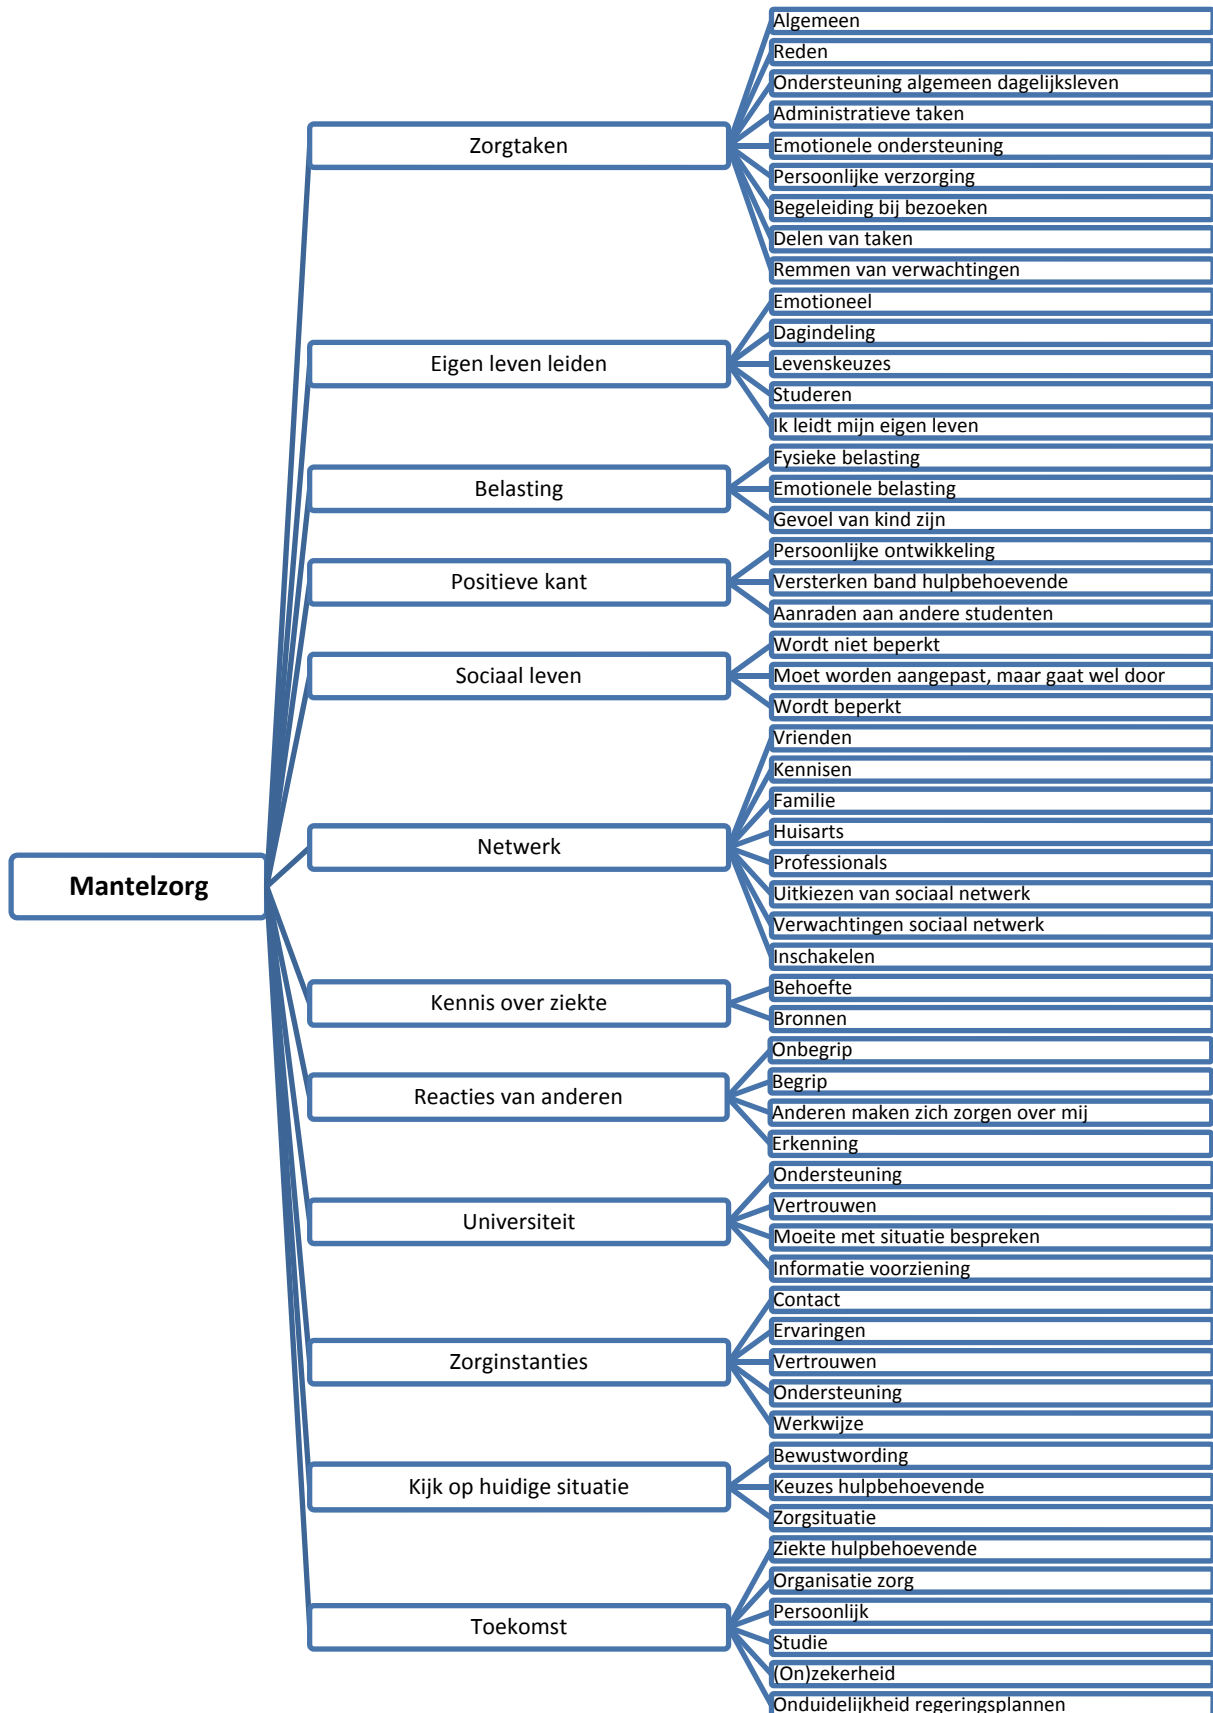 Mantelzorg
Zorgtaken
Algemeen
Reden
Ondersteuning algemeen dagelijksleven
Administratieve taken
Emotionele ondersteuning
Persoonlijke verzorging
Begeleiding bij bezoeken
Delen van taken
Remmen van verwachtingen
Eigen leven leiden
Emotioneel
Dagindeling
Levenskeuzes
Studeren
Ik leidt mijn eigen leven
Belasting
Fysieke belasting
Emotionele belasting
Gevoel van kind zijn
Positieve kant
Persoonlijke ontwikkeling
Versterken band hulpbehoevende
Aanraden aan andere studenten
Sociaal leven
Wordt niet beperkt
Moet worden aangepast, maar gaat wel door
Wordt beperkt
Netwerk
Vrienden
Kennisen
Familie
Huisarts
Professionals
Uitkiezen van sociaal netwerk
Verwachtingen sociaal netwerk
Inschakelen
Kennis over ziekte
Behoefte
Bronnen
Reacties van anderen
Onbegrip
Begrip
Anderen maken zich zorgen over mij
Erkenning
Universiteit
Ondersteuning
Vertrouwen
Moeite met situatie bespreken
Informatie voorziening
Zorginstanties
Contact
Ervaringen
Vertrouwen
Ondersteuning
Werkwijze
Kijk op huidige situatie
Bewustwording
Keuzes hulpbehoevende
Zorgsituatie
Toekomst
Ziekte hulpbehoevende
Organisatie zorg
Persoonlijk
Studie
(On)zekerheid
Onduidelijkheid regeringsplannen